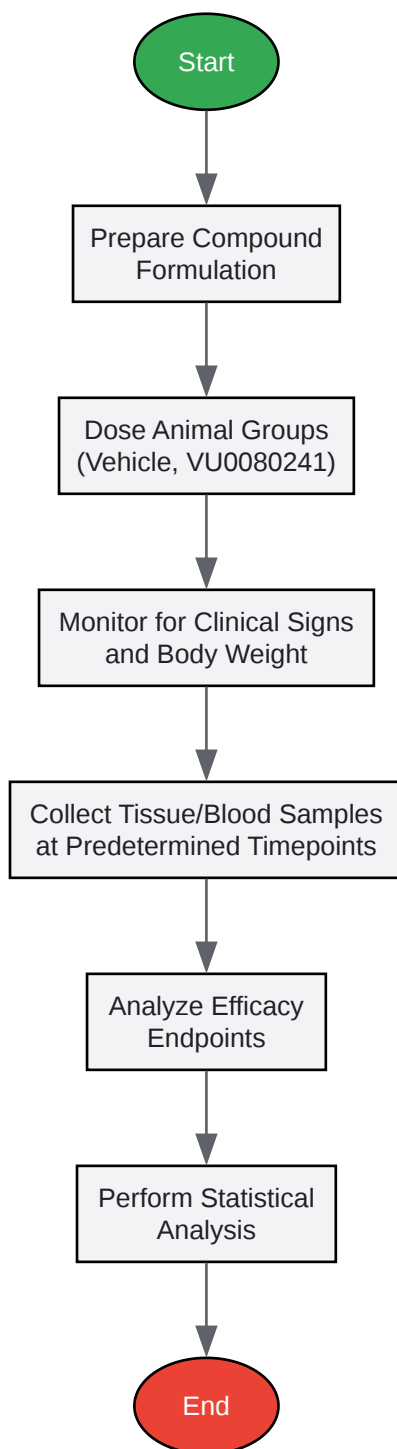 Start
Prepare Compound
Formulation
Dose Animal Groups
(Vehicle, VU0080241)
Monitor for Clinical Signs
and Body Weight
Collect Tissue/Blood Samples
at Predetermined Timepoints
Analyze Efficacy
Endpoints
Perform Statistical
Analysis
End